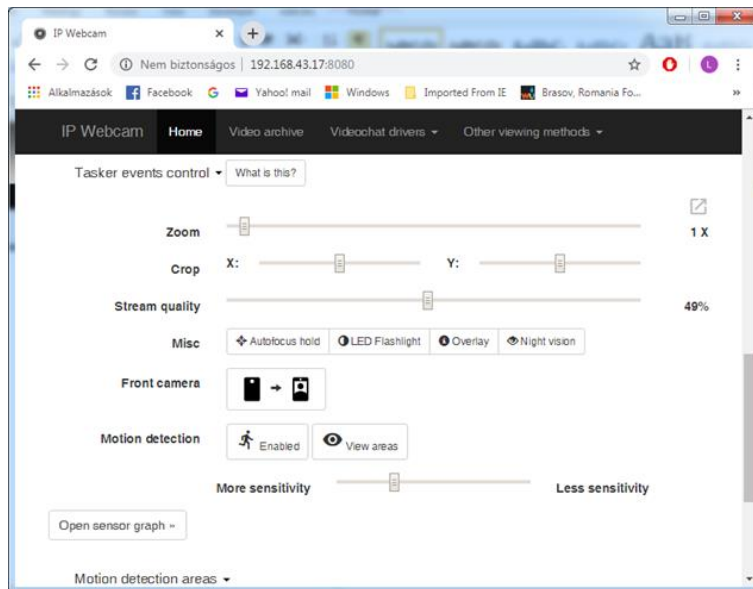 IP Webcam
Nem biztonságos | 192.168.43.17:8080
Alkalmazások Facebook Yahoo! mail Windows Imported From IE Brasov, Romania Fo... »
IP Webcam Home Video archive Videochat drivers Other viewing methods
Tasker events control What is this?
Zoom 1 X
Crop X: Y:
Stream quality 49%
Misc Autofocus hold LED Flashlight Overlay Night vision
Front camera
Motion detection Enabled View areas
More sensitivity Less sensitivity
Open sensor graph »
Motion detection areas